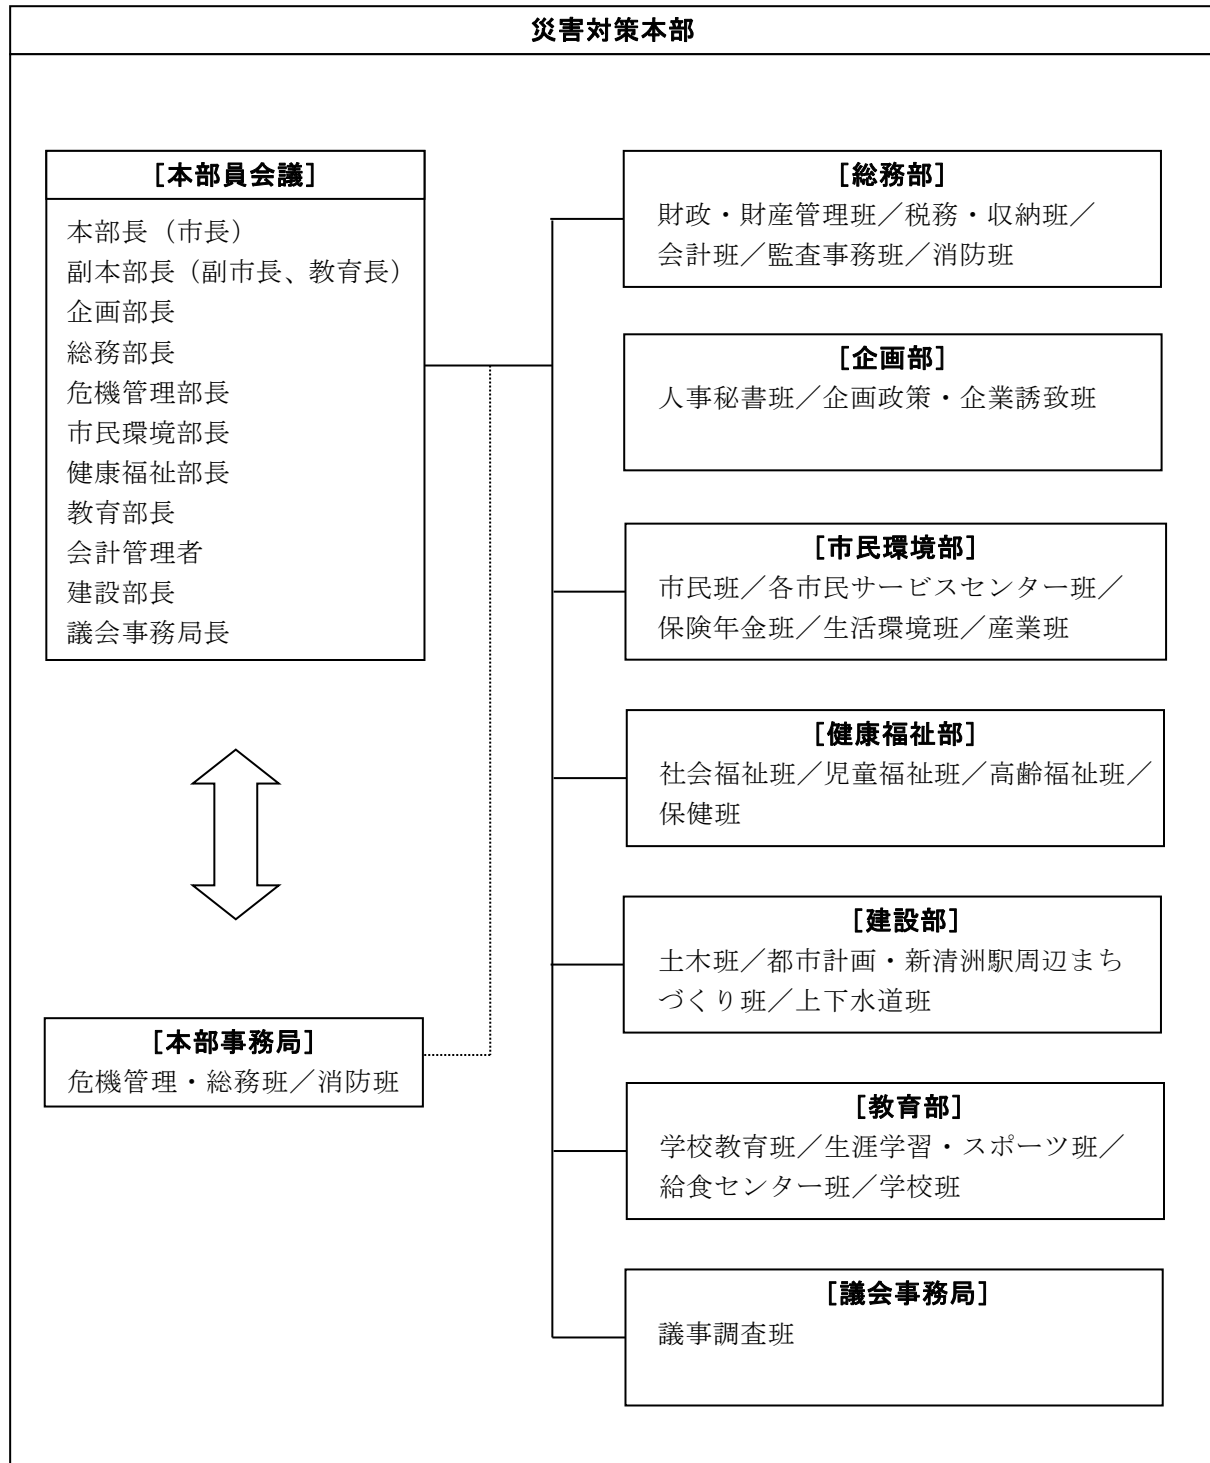 災害対策本部
[本部員会議]
本部長（市長）
副本部長（副市長、教育長）
企画部長
総務部長
危機管理部長
市民環境部長
健康福祉部長
教育部長
会計管理者
建設部長
議会事務局長
[本部事務局]
危機管理・総務班／消防班
[総務部]
財政・財産管理班／税務・収納班／
会計班／監査事務班／消防班
[企画部]
人事秘書班／企画政策・企業誘致班
[市民環境部]
市民班／各市民サービスセンター班／
保険年金班／生活環境班／産業班
[健康福祉部]
社会福祉班／児童福祉班／高齢福祉班／
保健班
[建設部]
土木班／都市計画・新清洲駅周辺まち
づくり班／上下水道班
[教育部]
学校教育班／生涯学習・スポーツ班／
給食センター班／学校班
[議会事務局]
議事調査班